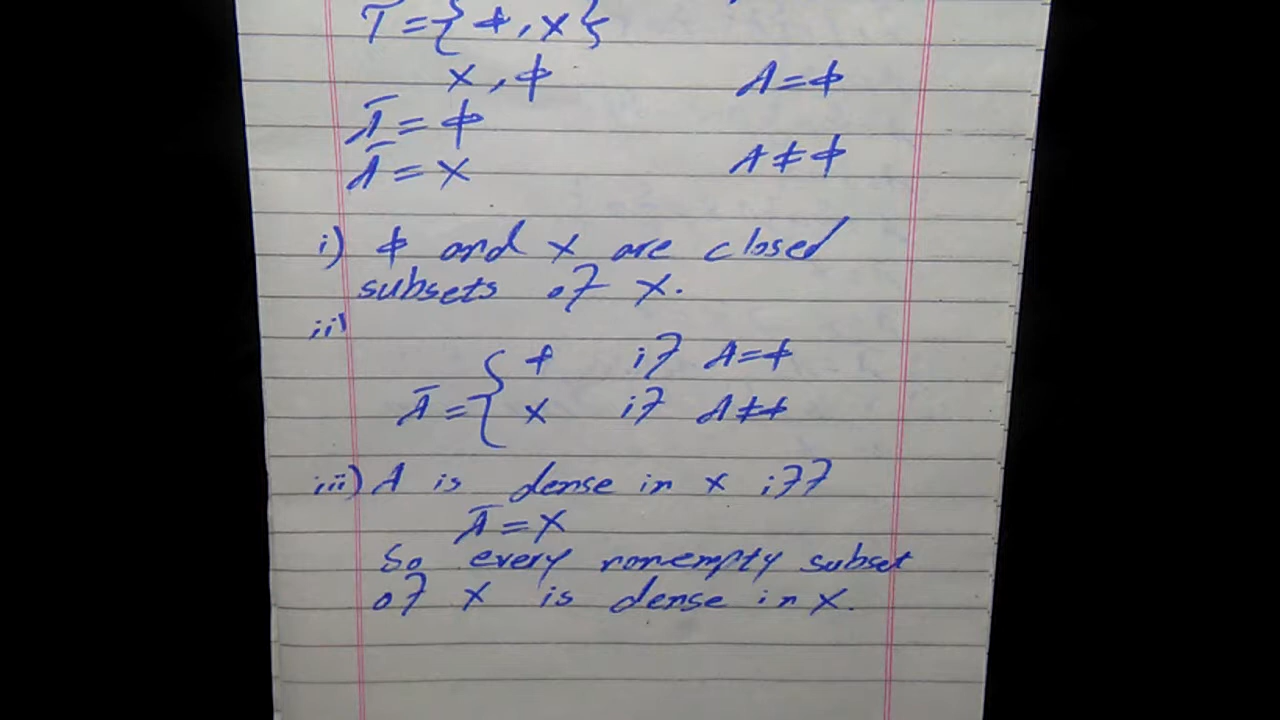 T = { ϕ , X }
X , ϕ A = ϕ
Ā = ϕ
Ā = X A ≠ ϕ
i) ϕ and X are closed
subsets of X.
ii)
Ā = { ϕ if A = ϕ
X if A ≠ ϕ
iii) A is dense in X iff
Ā = X
So every nonempty subset
of X is dense in X.